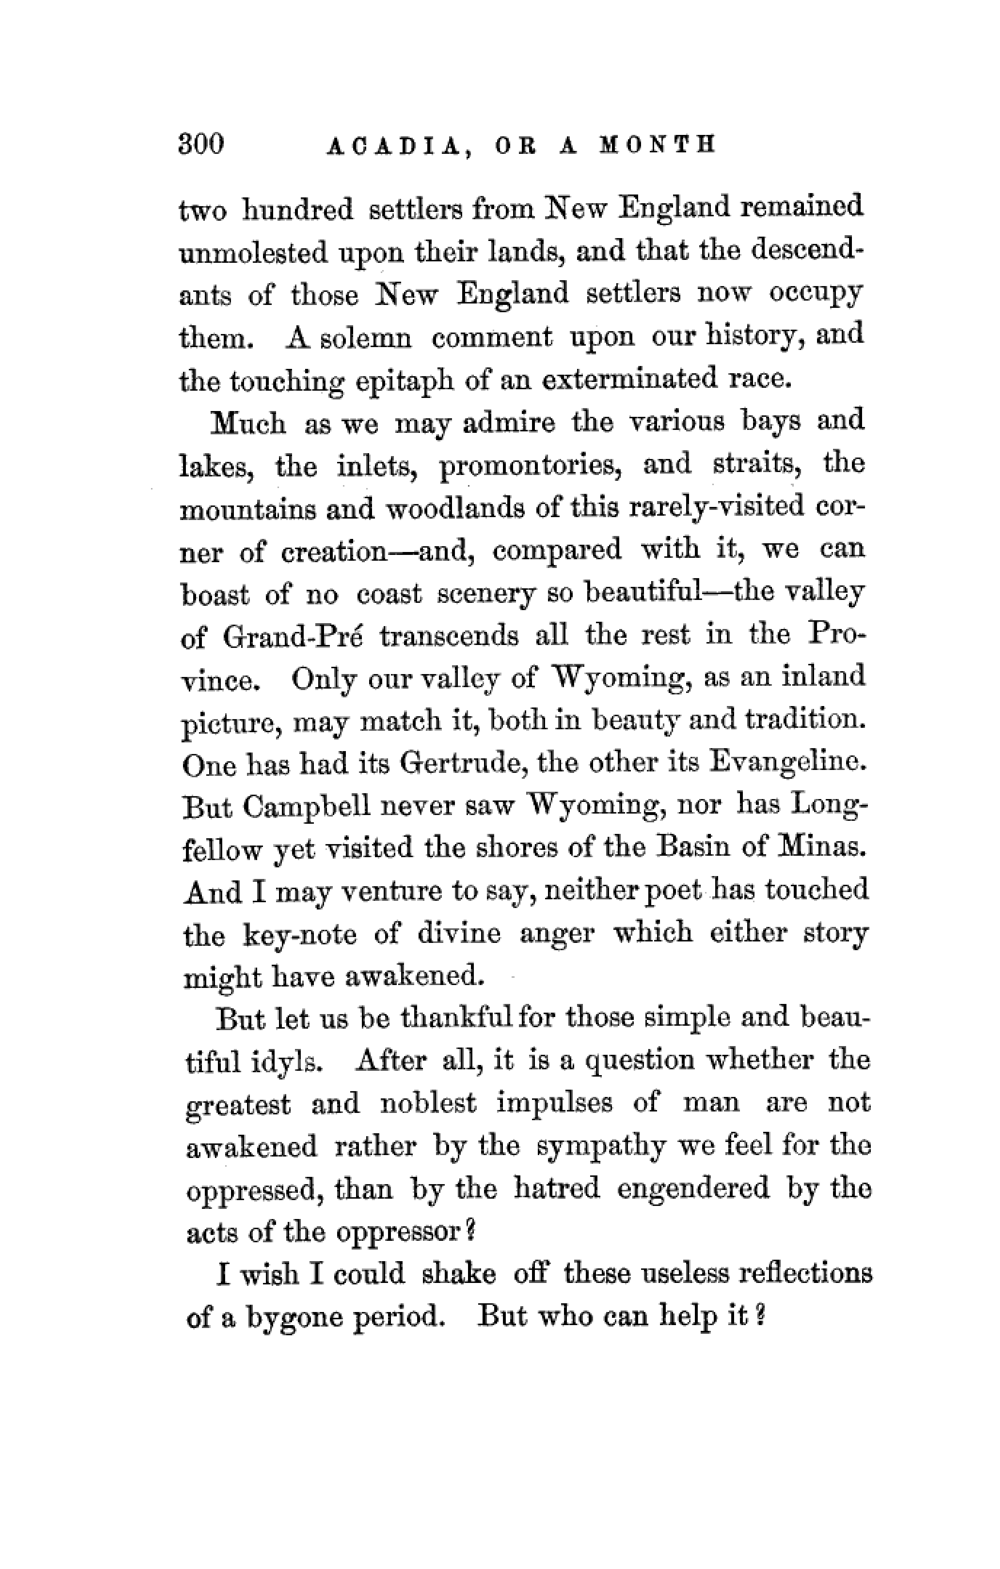 300 ACADIA, OR A MONTH
two hundred settlers from New England remained
unmolested upon their lands, and that the descend-
ants of those New England settlers now occupy
them. A solemn comment upon our history, and
the touching epitaph of an exterminated race.
Much as we may admire the various bays and
lakes, the inlets, promontories, and straits, the
mountains and woodlands of this rarely-visited cor-
ner of creation—and, compared with it, we can
boast of no coast scenery so beautiful—the valley
of Grand-Pré transcends all the rest in the Pro-
vince. Only our valley of Wyoming, as an inland
picture, may match it, both in beauty and tradition.
One has had its Gertrude, the other its Evangeline.
But Campbell never saw Wyoming, nor has Long-
fellow yet visited the shores of the Basin of Minas.
And I may venture to say, neither poet has touched
the key-note of divine anger which either story
might have awakened.
But let us be thankful for those simple and beau-
tiful idyls. After all, it is a question whether the
greatest and noblest impulses of man are not
awakened rather by the sympathy we feel for the
oppressed, than by the hatred engendered by the
acts of the oppressor?
I wish I could shake off these useless reflections
of a bygone period. But who can help it?